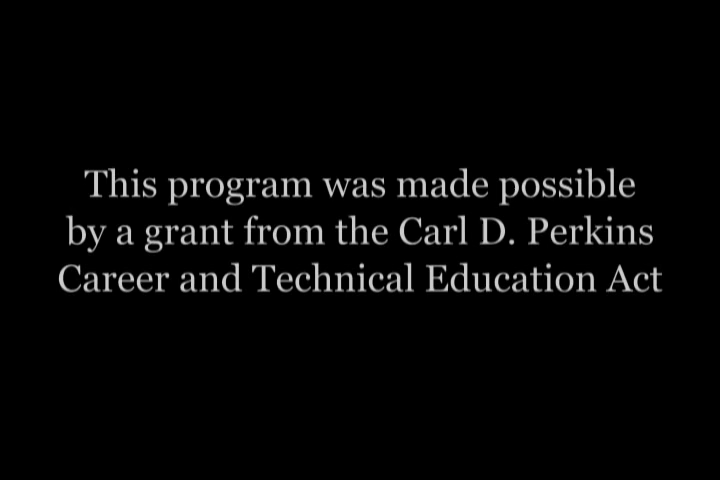 This program was made possible
by a grant from the Carl D. Perkins
Career and Technical Education Act